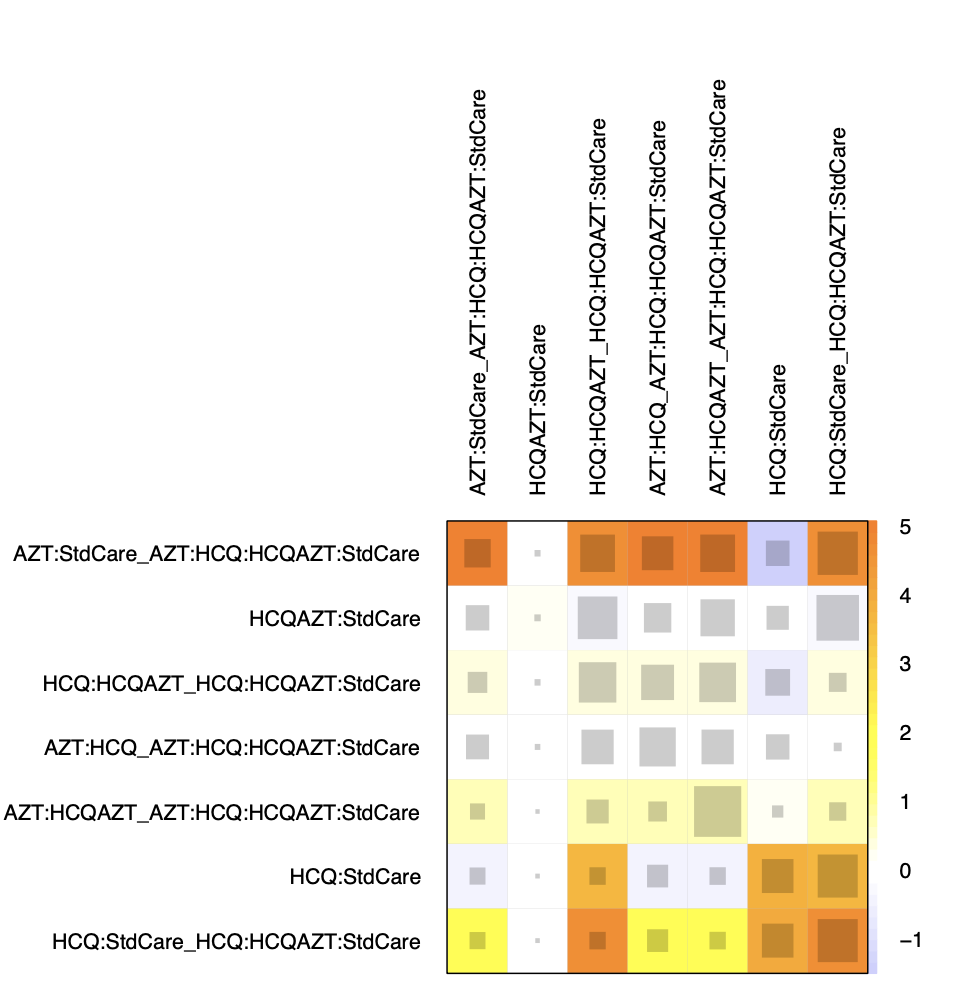 AZT:StdCare_AZT:HCQ:HCQAZT:StdCare
HCQAZT:StdCare
HCQ:HCQAZT_HCQ:HCQAZT:StdCare
AZT:HCQ_AZT:HCQ:HCQAZT:StdCare
AZT:HCQAZT_AZT:HCQ:HCQAZT:StdCare
HCQ:StdCare
HCQ:StdCare_HCQ:HCQAZT:StdCare
AZT:StdCare_AZT:HCQ:HCQAZT:StdCare
HCQAZT:StdCare
HCQ:HCQAZT_HCQ:HCQAZT:StdCare
AZT:HCQ_AZT:HCQ:HCQAZT:StdCare
AZT:HCQAZT_AZT:HCQ:HCQAZT:StdCare
HCQ:StdCare
HCQ:StdCare_HCQ:HCQAZT:StdCare
5
4
3
2
1
0
−1